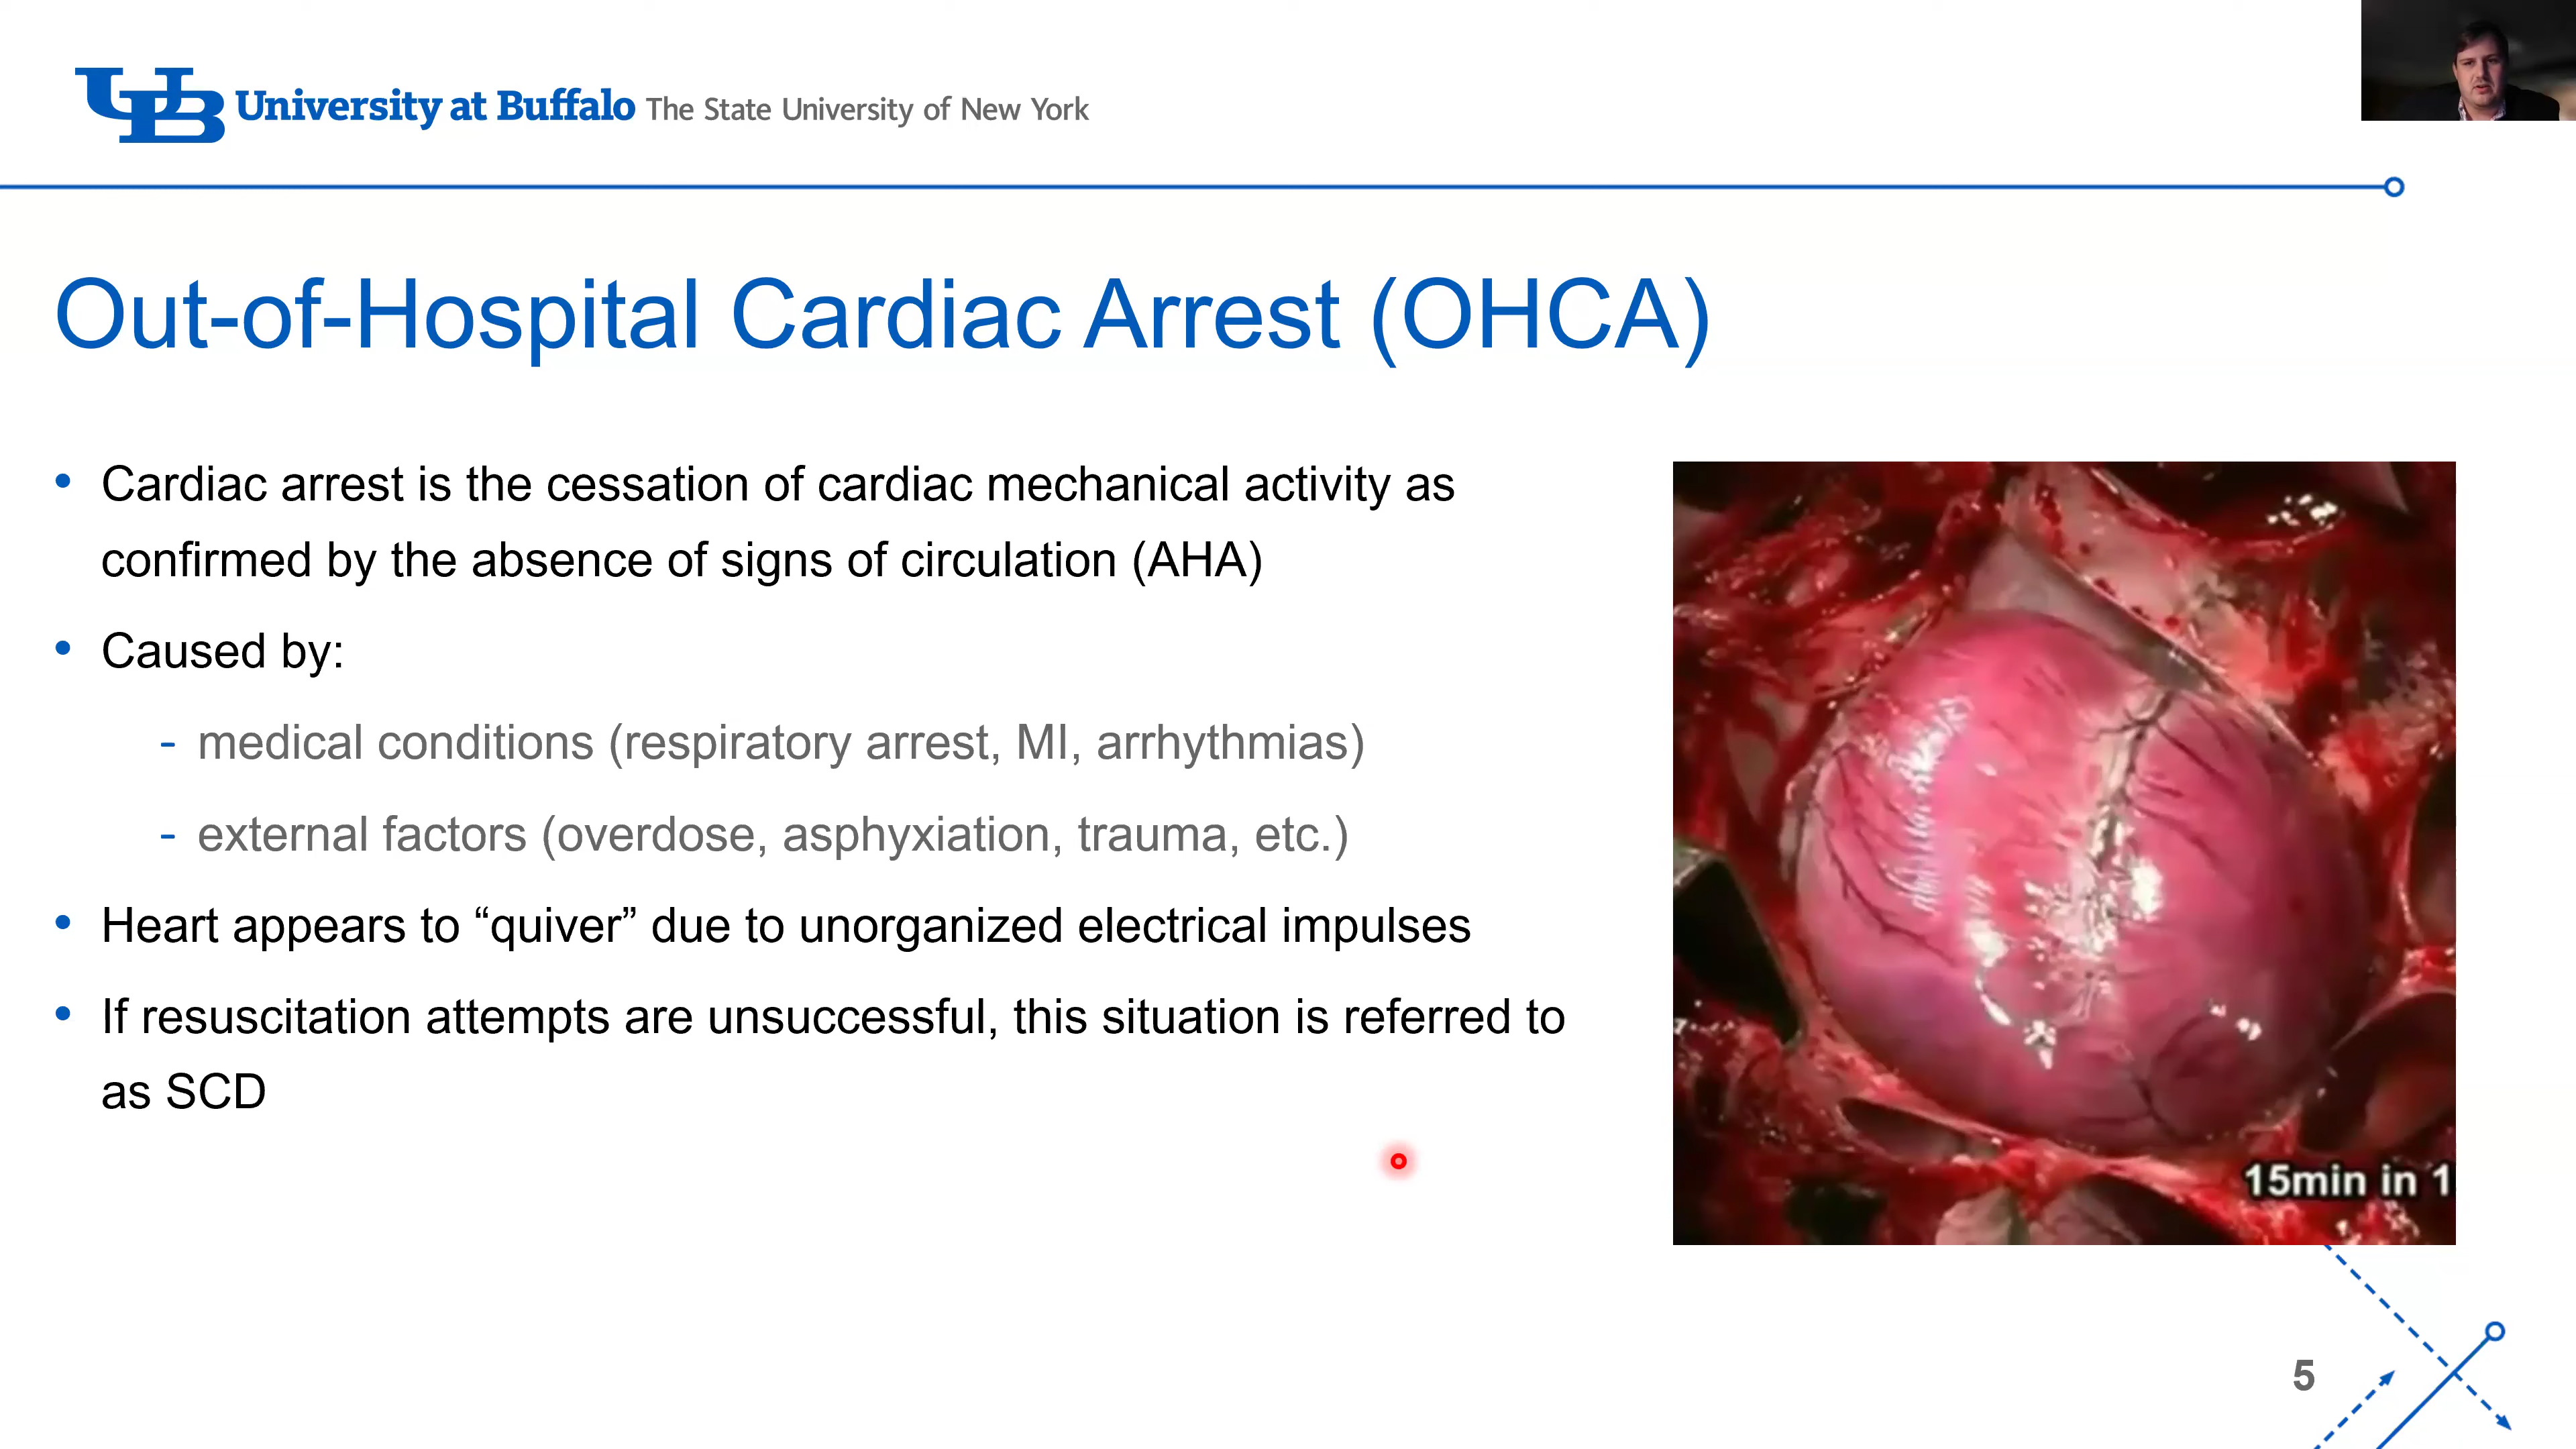 UB University at Buffalo The State University of New York
Out-of-Hospital Cardiac Arrest (OHCA)
• Cardiac arrest is the cessation of cardiac mechanical activity as
confirmed by the absence of signs of circulation (AHA)
• Caused by:
- medical conditions (respiratory arrest, MI, arrhythmias)
- external factors (overdose, asphyxiation, trauma, etc.)
• Heart appears to “quiver” due to unorganized electrical impulses
• If resuscitation attempts are unsuccessful, this situation is referred to
as SCD
15min in 1
5